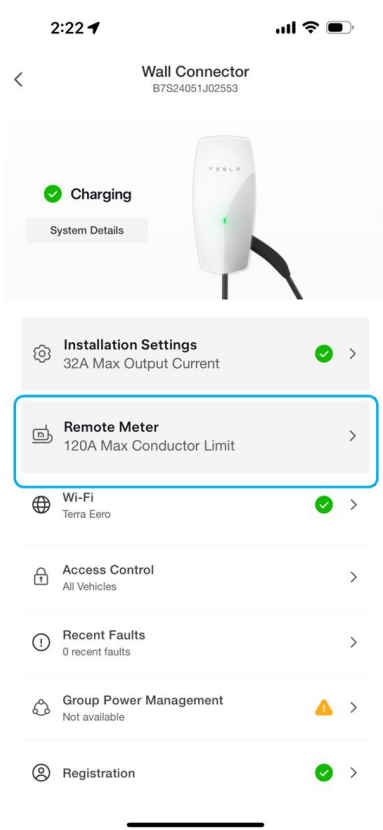 2:22
Wall Connector
B7S24051J02553
TESLA
Charging
System Details
Installation Settings
32A Max Output Current
Remote Meter
120A Max Conductor Limit
Wi-Fi
Terra Eero
Access Control
All Vehicles
Recent Faults
0 recent faults
Group Power Management
Not available
Registration